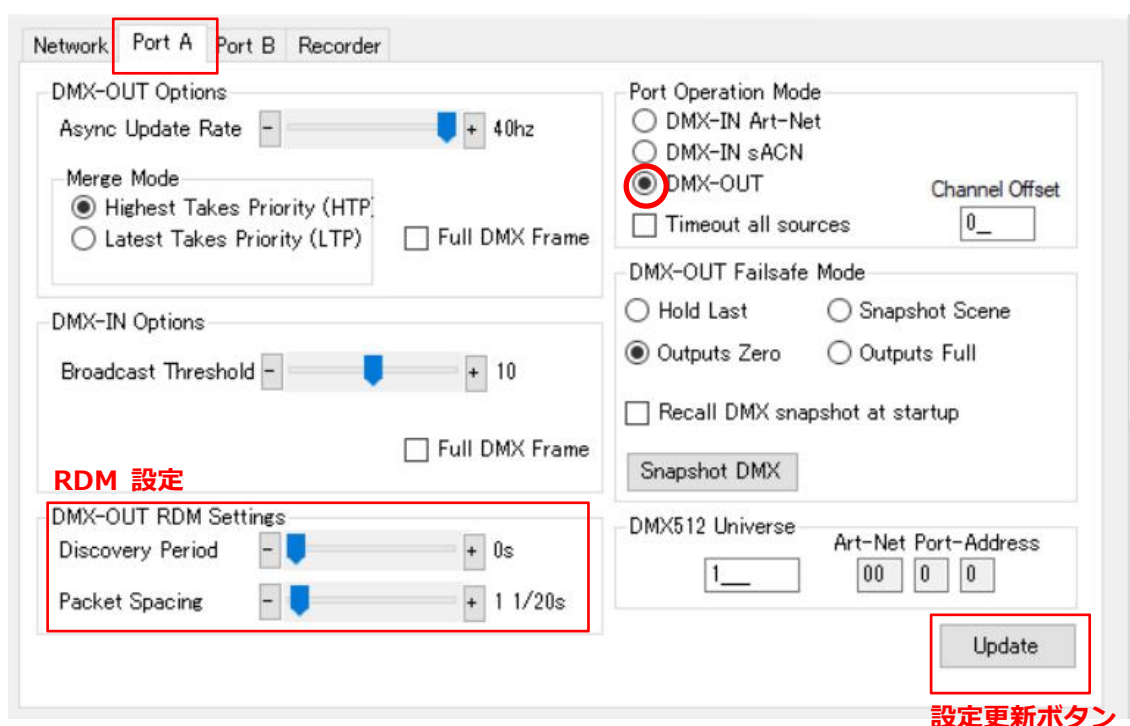 Network Port A Port B Recorder
DMX-OUT Options
Async Update Rate - + 40hz
Merge Mode
Highest Takes Priority (HTP)
Latest Takes Priority (LTP)
Full DMX Frame
DMX-IN Options
Broadcast Threshold - + 10
Full DMX Frame
RDM 設定
DMX-OUT RDM Settings
Discovery Period - + 0s
Packet Spacing - + 1 1/20s
Port Operation Mode
DMX-IN Art-Net
DMX-IN sACN
DMX-OUT
Channel Offset
Timeout all sources
0_
DMX-OUT Failsafe Mode
Hold Last Snapshot Scene
Outputs Zero Outputs Full
Recall DMX snapshot at startup
Snapshot DMX
DMX512 Universe
Art-Net Port-Address
1__ 00 0 0
Update
設定更新ボタン